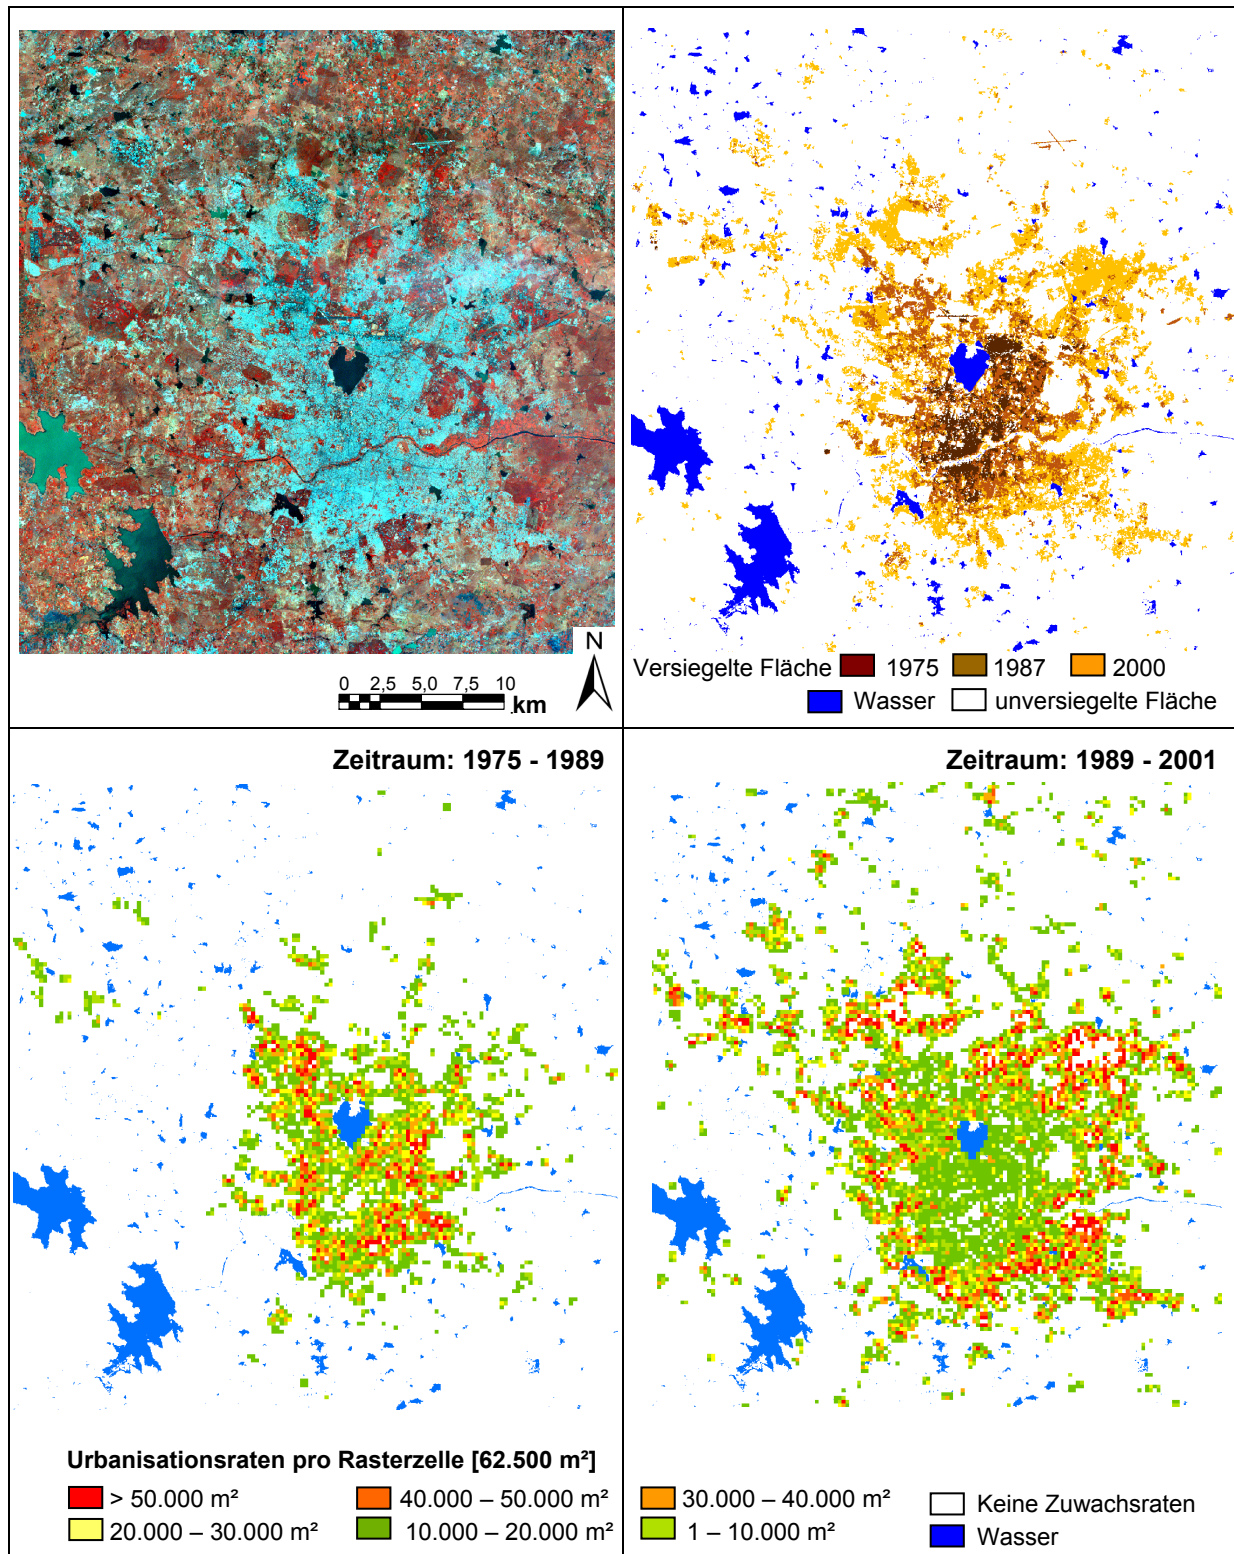 N
0 2,5 5,0 7,5 10
km
Versiegelte Fläche 1975 1987 2000
Wasser unversiegelte Fläche
Zeitraum: 1975 - 1989
Zeitraum: 1989 - 2001
Urbanisationsraten pro Rasterzelle [62.500 m²]
> 50.000 m² 40.000 – 50.000 m² 30.000 – 40.000 m² Keine Zuwachsraten
20.000 – 30.000 m² 10.000 – 20.000 m² 1 – 10.000 m² Wasser